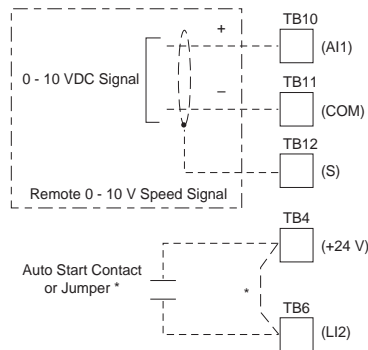 TB10
+
(AI1)
0 - 10 VDC Signal
TB11
–
(COM)
TB12
(S)
Remote 0 - 10 V Speed Signal
TB4
(+24 V)
Auto Start Contact
or Jumper *
*
TB6
(LI2)